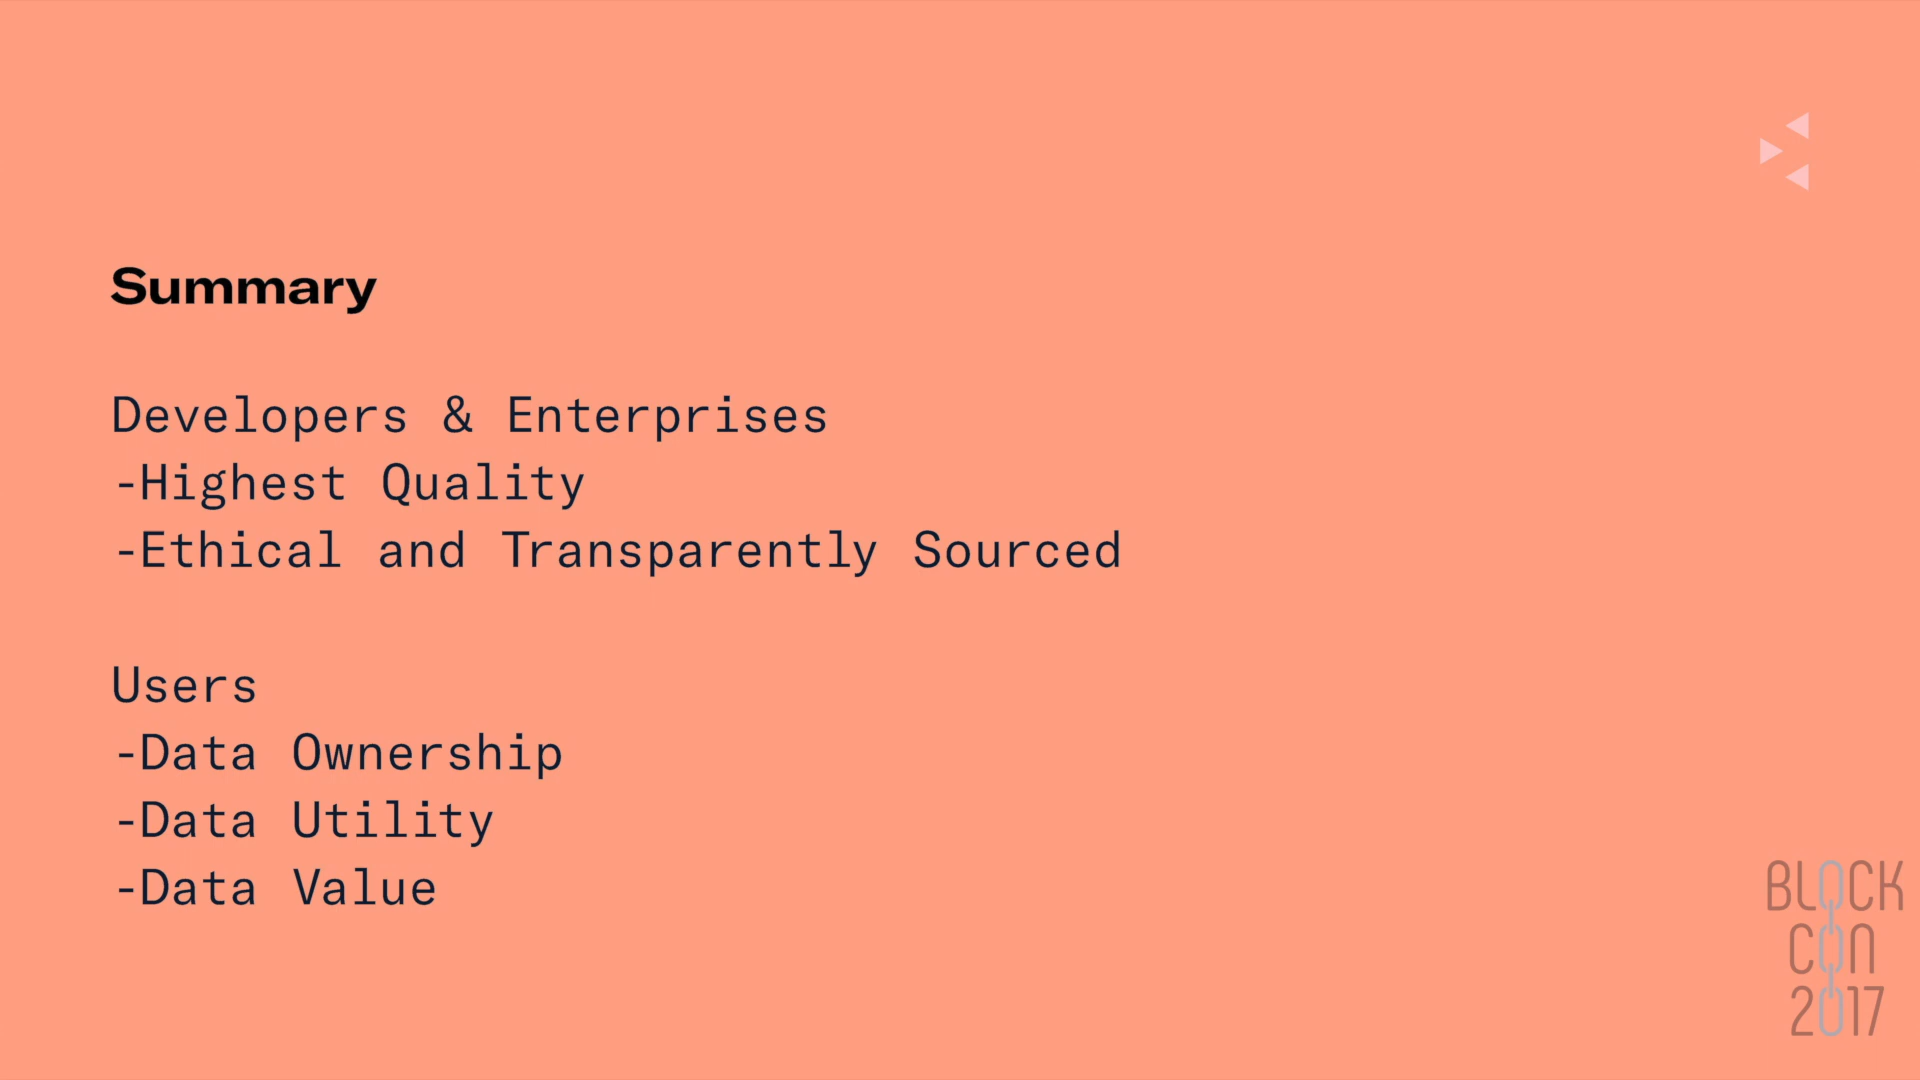 Summary
Developers & Enterprises
-Highest Quality
-Ethical and Transparently Sourced
Users
-Data Ownership
-Data Utility
-Data Value
BLOCK
CON
2017